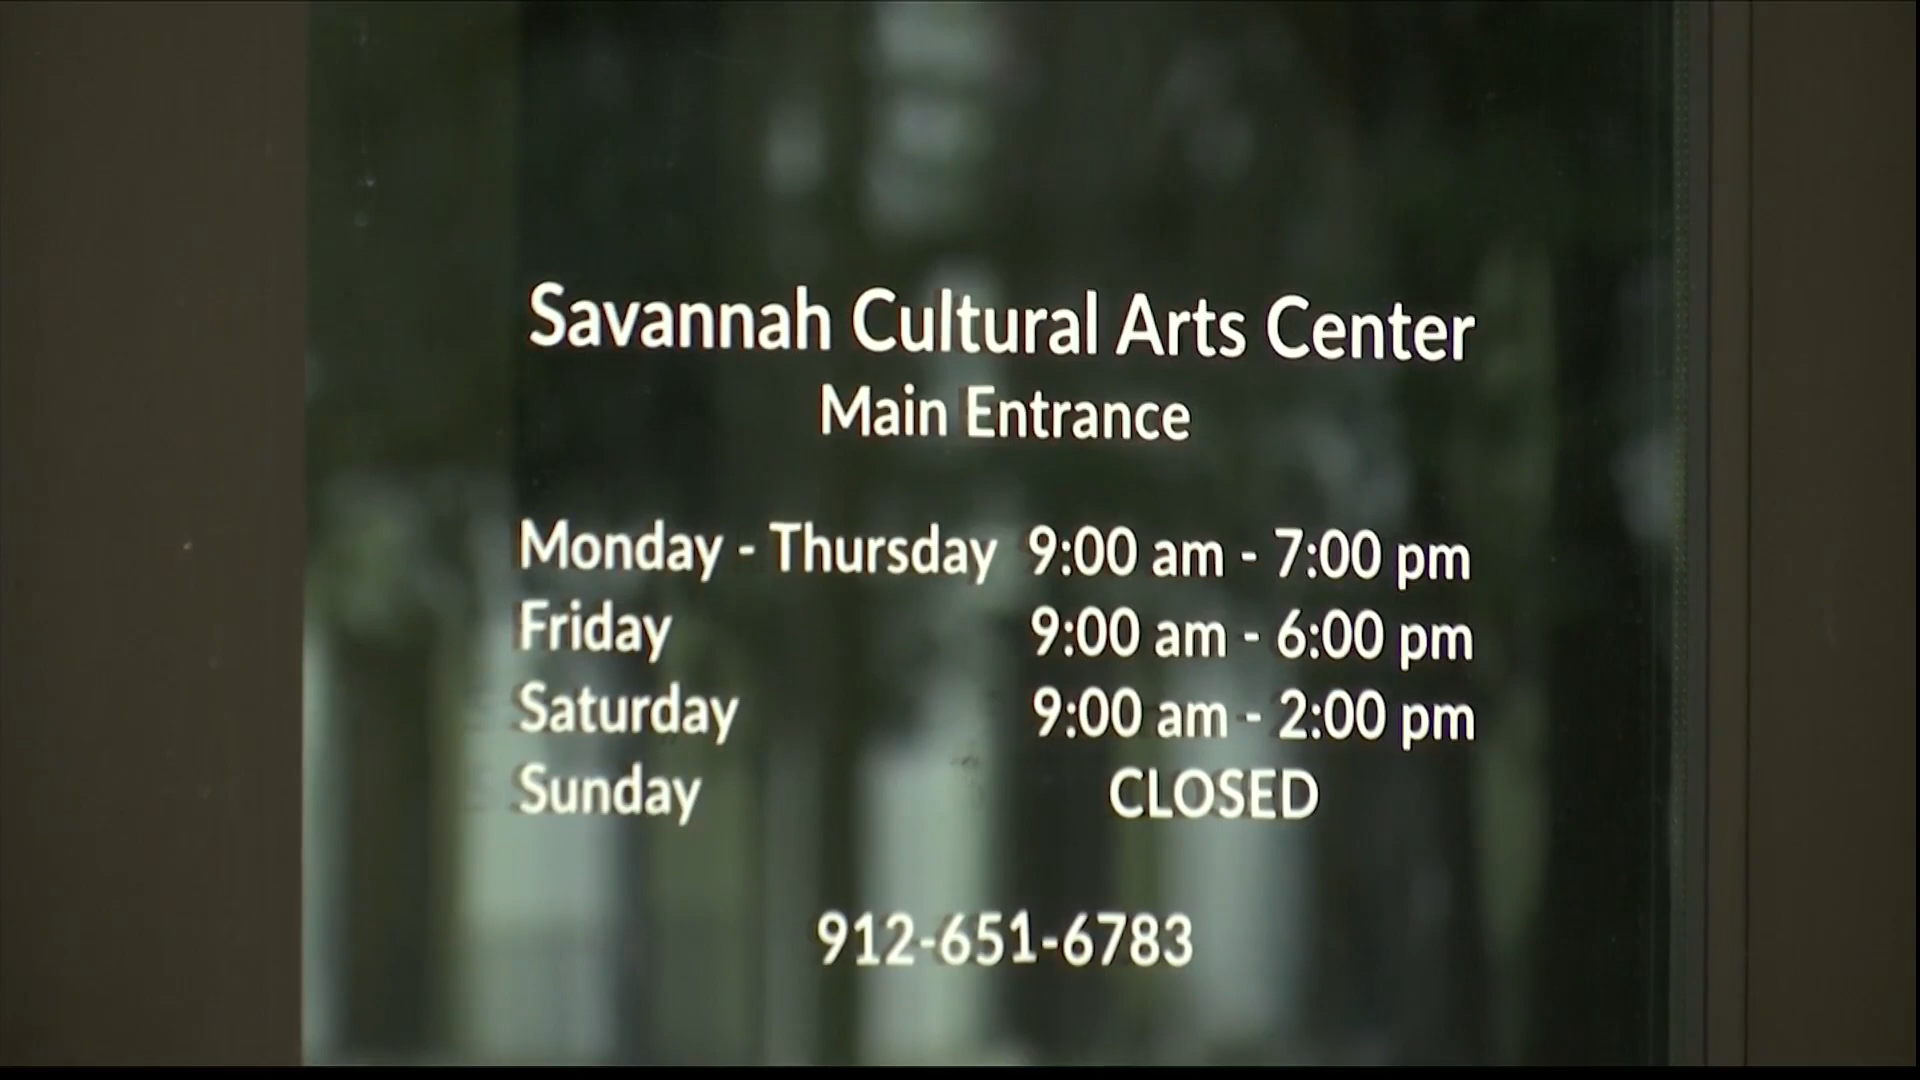 Savannah Cultural Arts Center
Main Entrance
Monday - Thursday 9:00 am - 7:00 pm
Friday 9:00 am - 6:00 pm
Saturday 9:00 am - 2:00 pm
Sunday CLOSED
912-651-6783